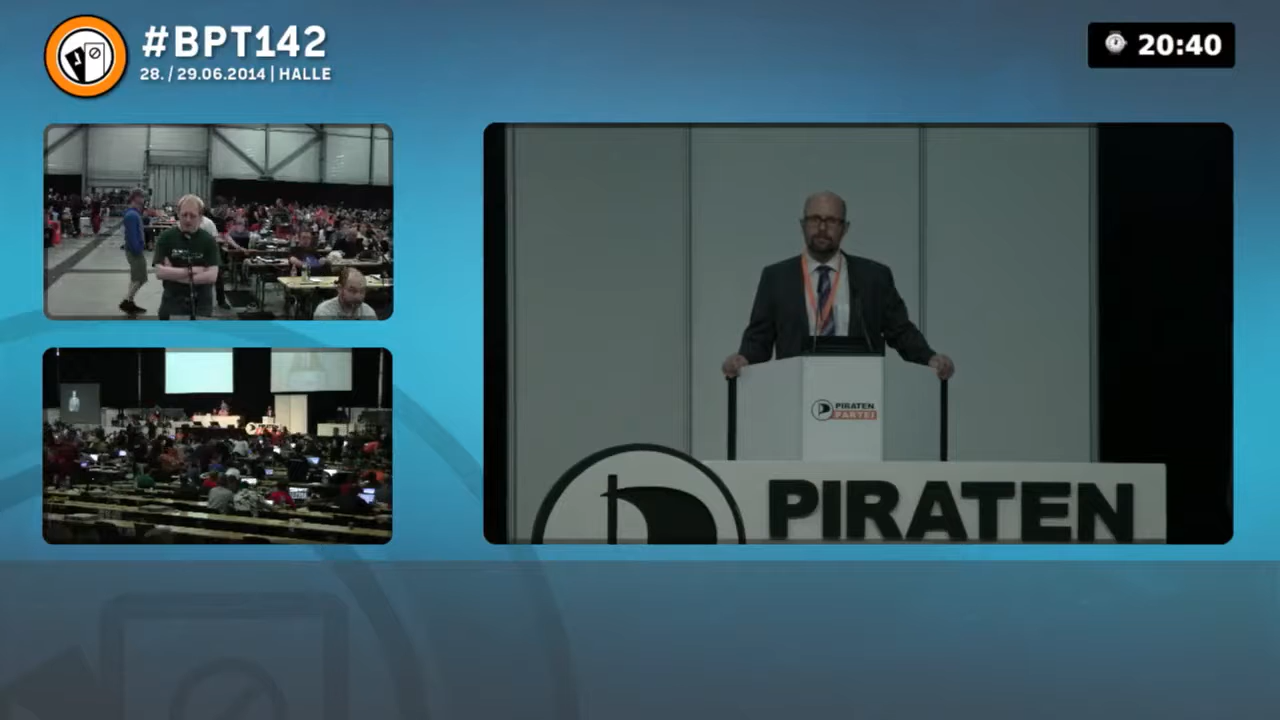 #BPT142
28. / 29.06.2014 | HALLE
20:40
PIRATEN
PARTEI
PIRATEN